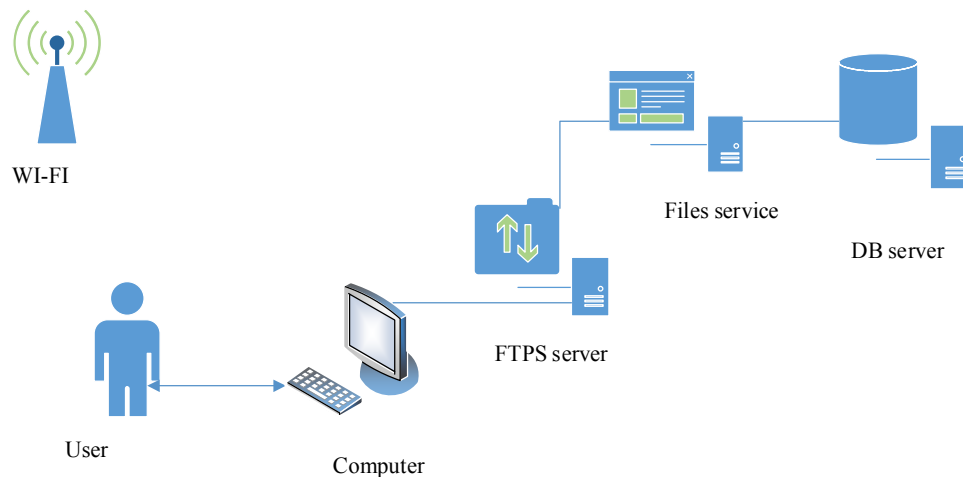 WI-FI
Files service
DB server
FTPS server
User
Computer